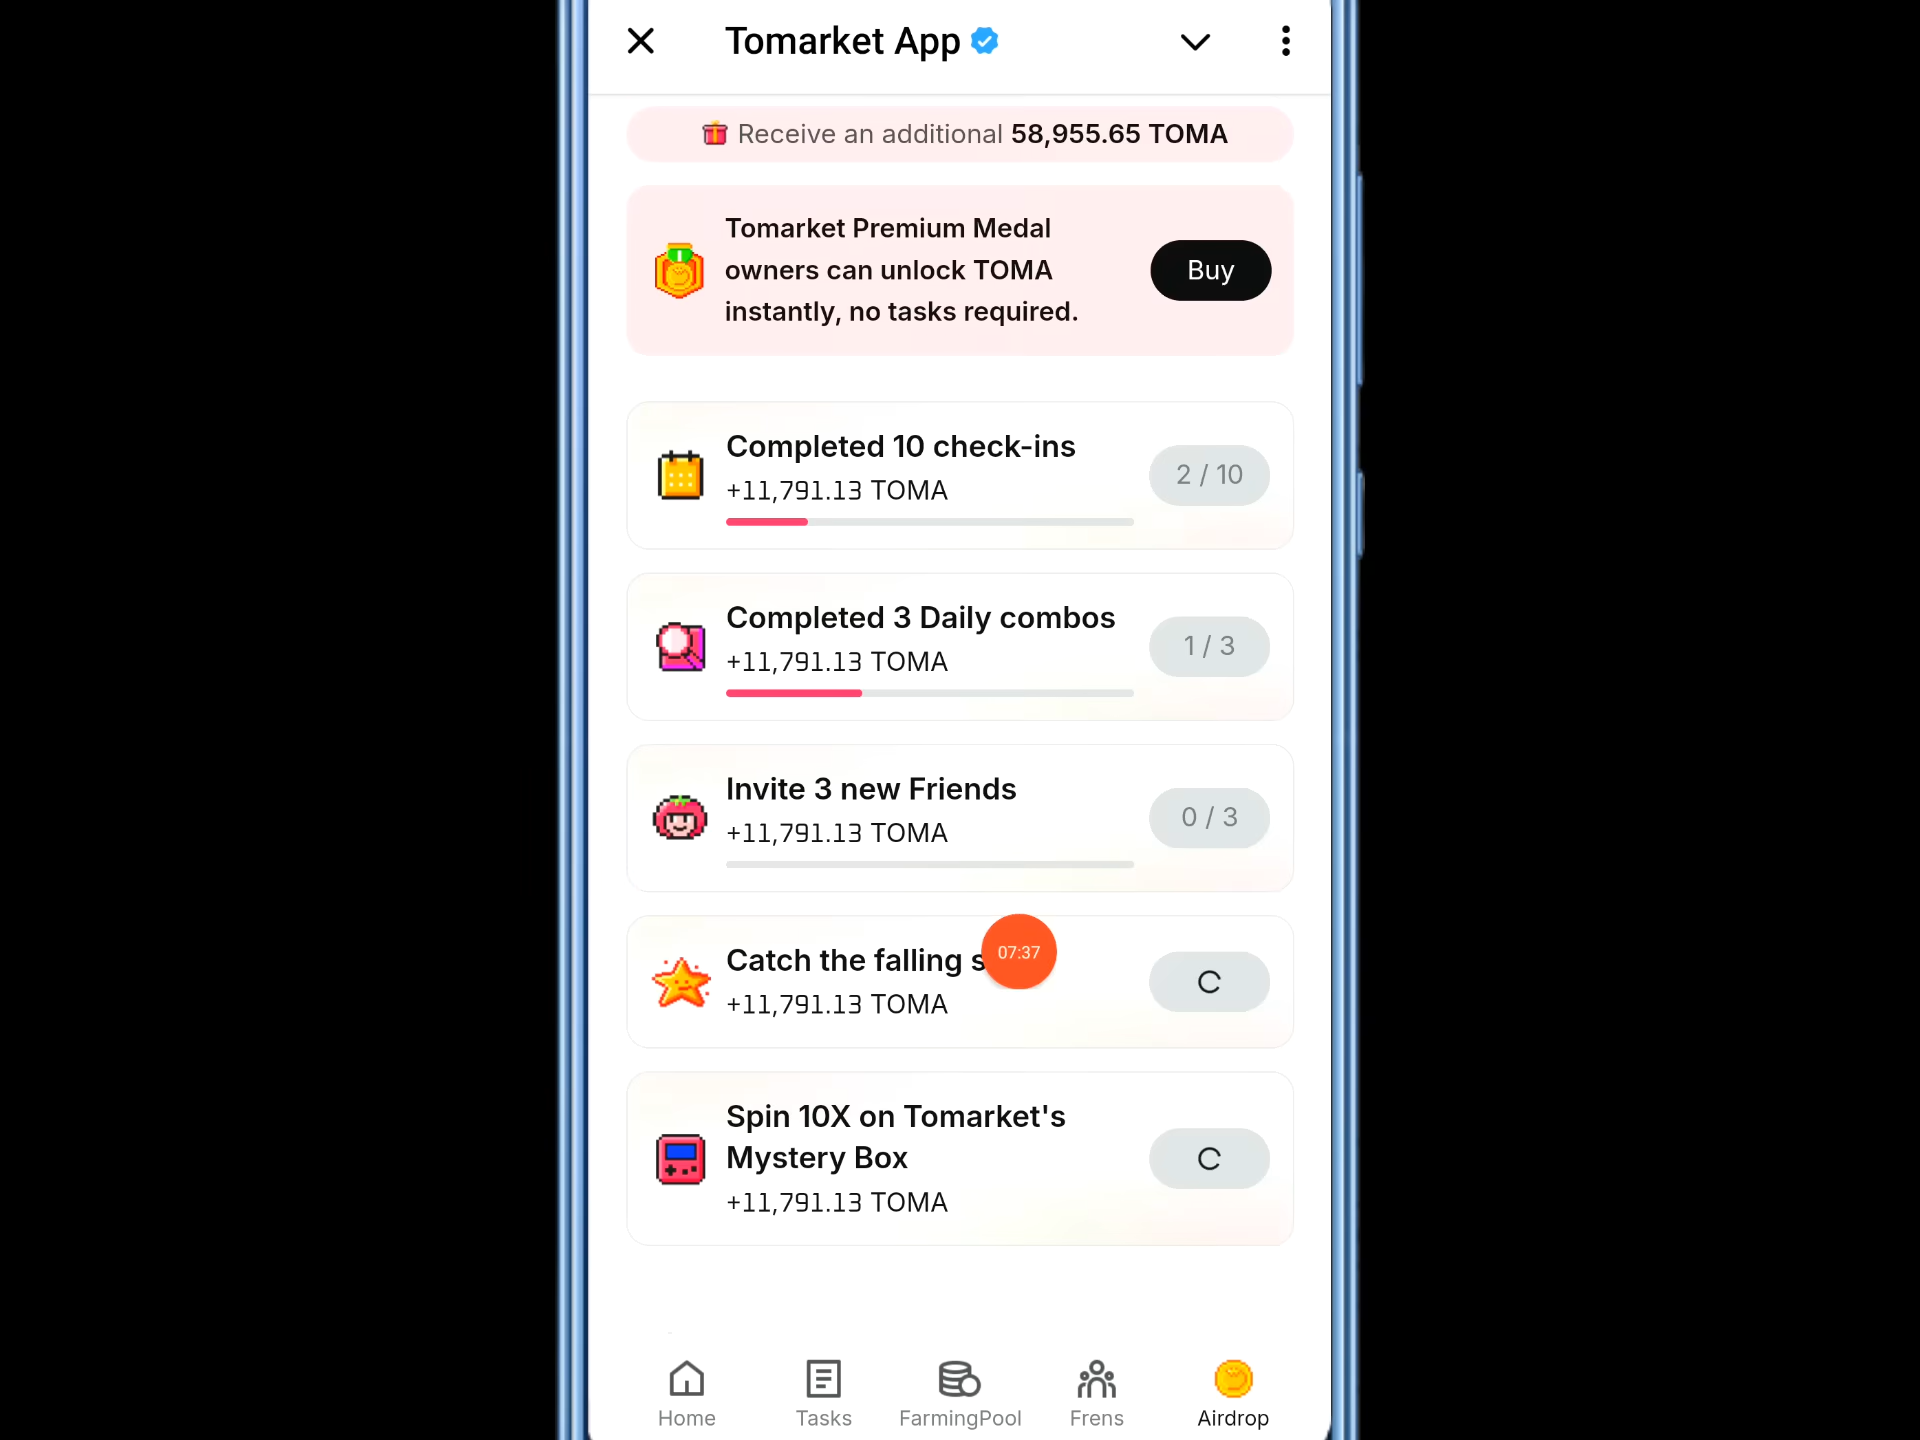 Tomarket App
Receive an additional 58,955.65 TOMA
Tomarket Premium Medal
owners can unlock TOMA
instantly, no tasks required.
Buy
Completed 10 check-ins
+11,791.13 TOMA
2 / 10
Completed 3 Daily combos
+11,791.13 TOMA
1 / 3
Invite 3 new Friends
+11,791.13 TOMA
0 / 3
Catch the falling s
07:37
+11,791.13 TOMA
Spin 10X on Tomarket's
Mystery Box
+11,791.13 TOMA
Home
Tasks
FarmingPool
Frens
Airdrop